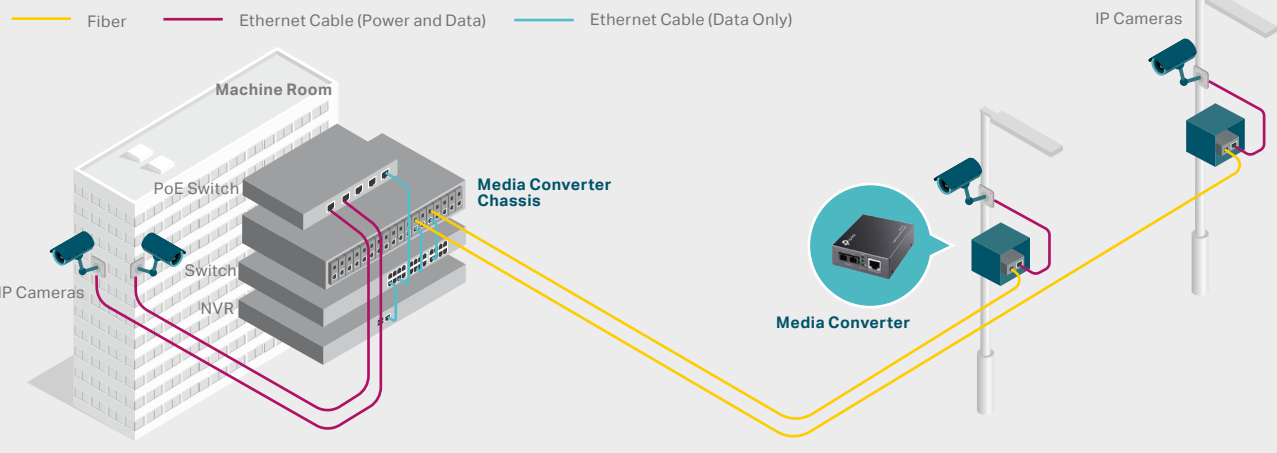 Fiber
Ethernet Cable (Power and Data)
Ethernet Cable (Data Only)
IP Cameras
Machine Room
PoE Switch
Media Converter
Chassis
Switch
IP Cameras
NVR
Media Converter